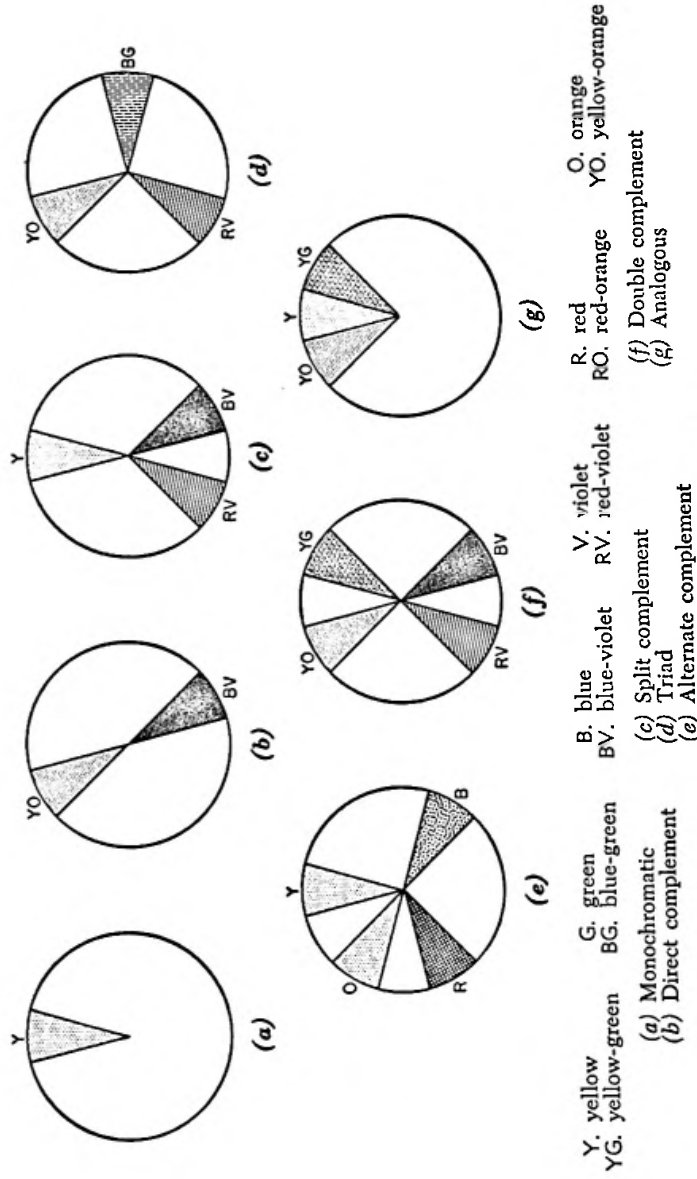 Y
(a)
YO
BV
(b)
Y
RV BV
(c)
YO
BG
RV
(d)
Y
O
B
R
(e)
YO YG
RV BV
(f)
Y
YO YG
(g)
Y. yellow G. green B. blue V. violet R. red O. orange
YG. yellow-green BG. blue-green BV. blue-violet RV. red-violet RO. red-orange YO. yellow-orange
(a) Monochromatic
(b) Direct complement
(c) Split complement
(d) Triad
(e) Alternate complement
(f) Double complement
(g) Analogous